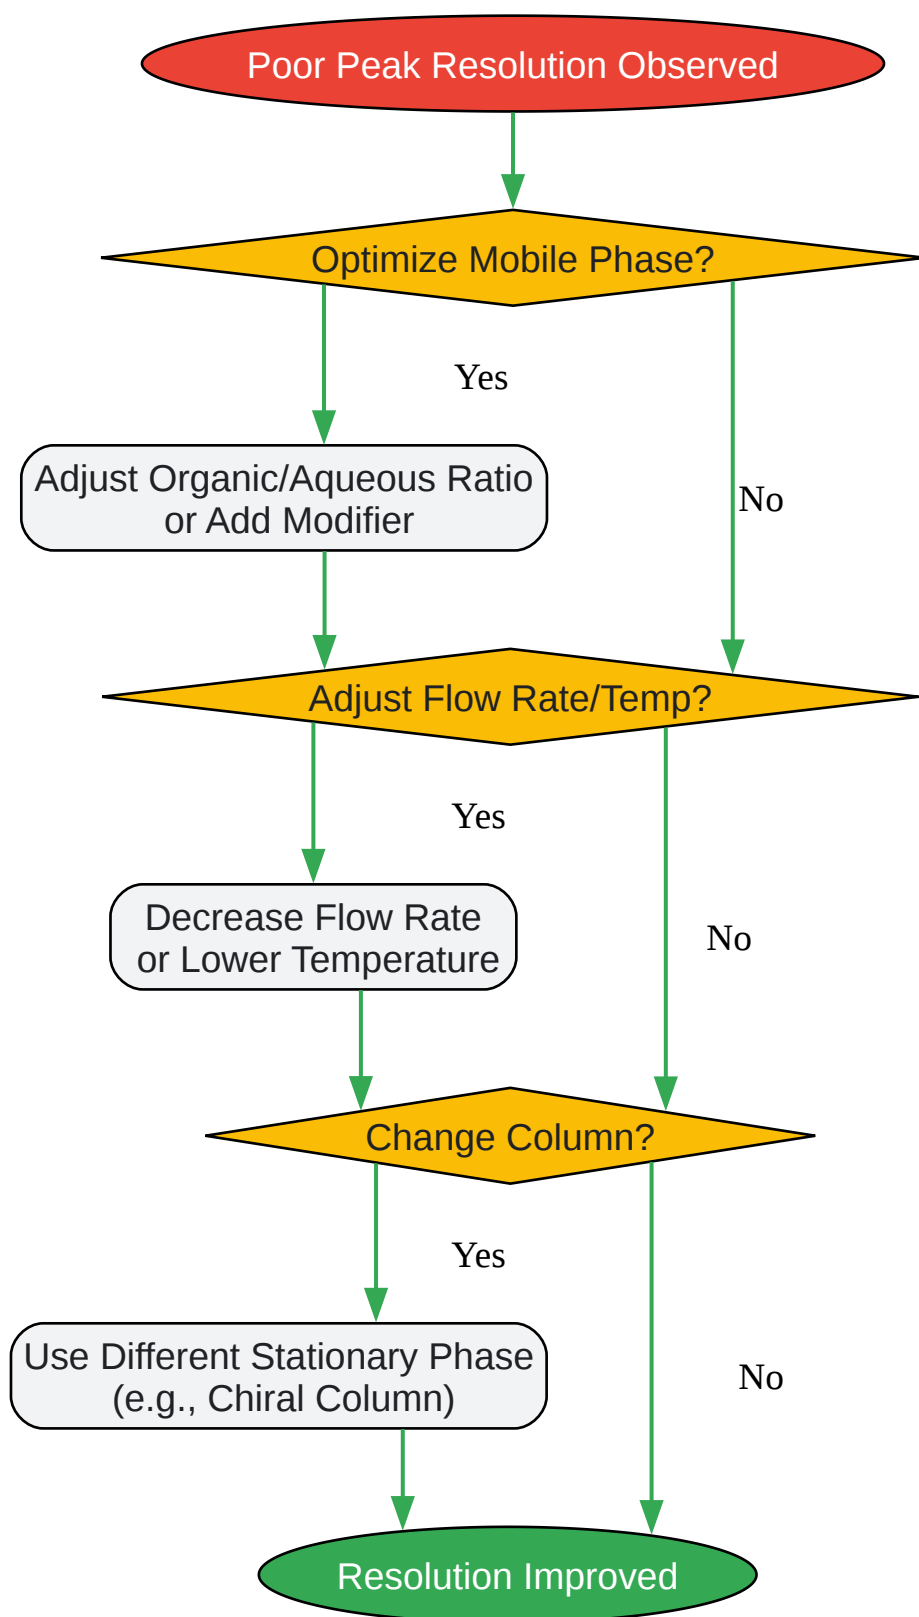 Poor Peak Resolution Observed
Optimize Mobile Phase?
Yes
Adjust Organic/Aqueous Ratio
or Add Modifier
No
Adjust Flow Rate/Temp?
Yes
Decrease Flow Rate
or Lower Temperature
No
Change Column?
Yes
Use Different Stationary Phase
(e.g., Chiral Column)
No
Resolution Improved